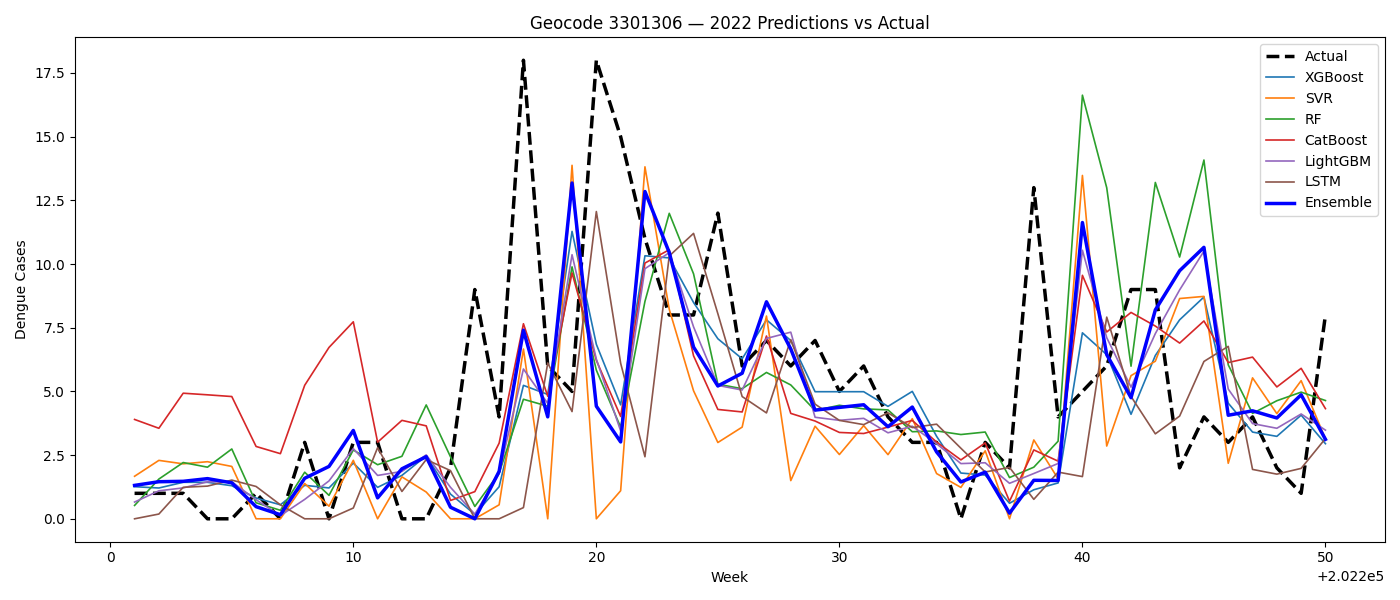 Geocode 3301306 — 2022 Predictions vs Actual
Dengue Cases
17.5
15.0
12.5
10.0
7.5
5.0
2.5
0.0
Actual
XGBoost
SVR
RF
CatBoost
LightGBM
LSTM
Ensemble
0
10
20
30
40
50
Week
+2.022e5